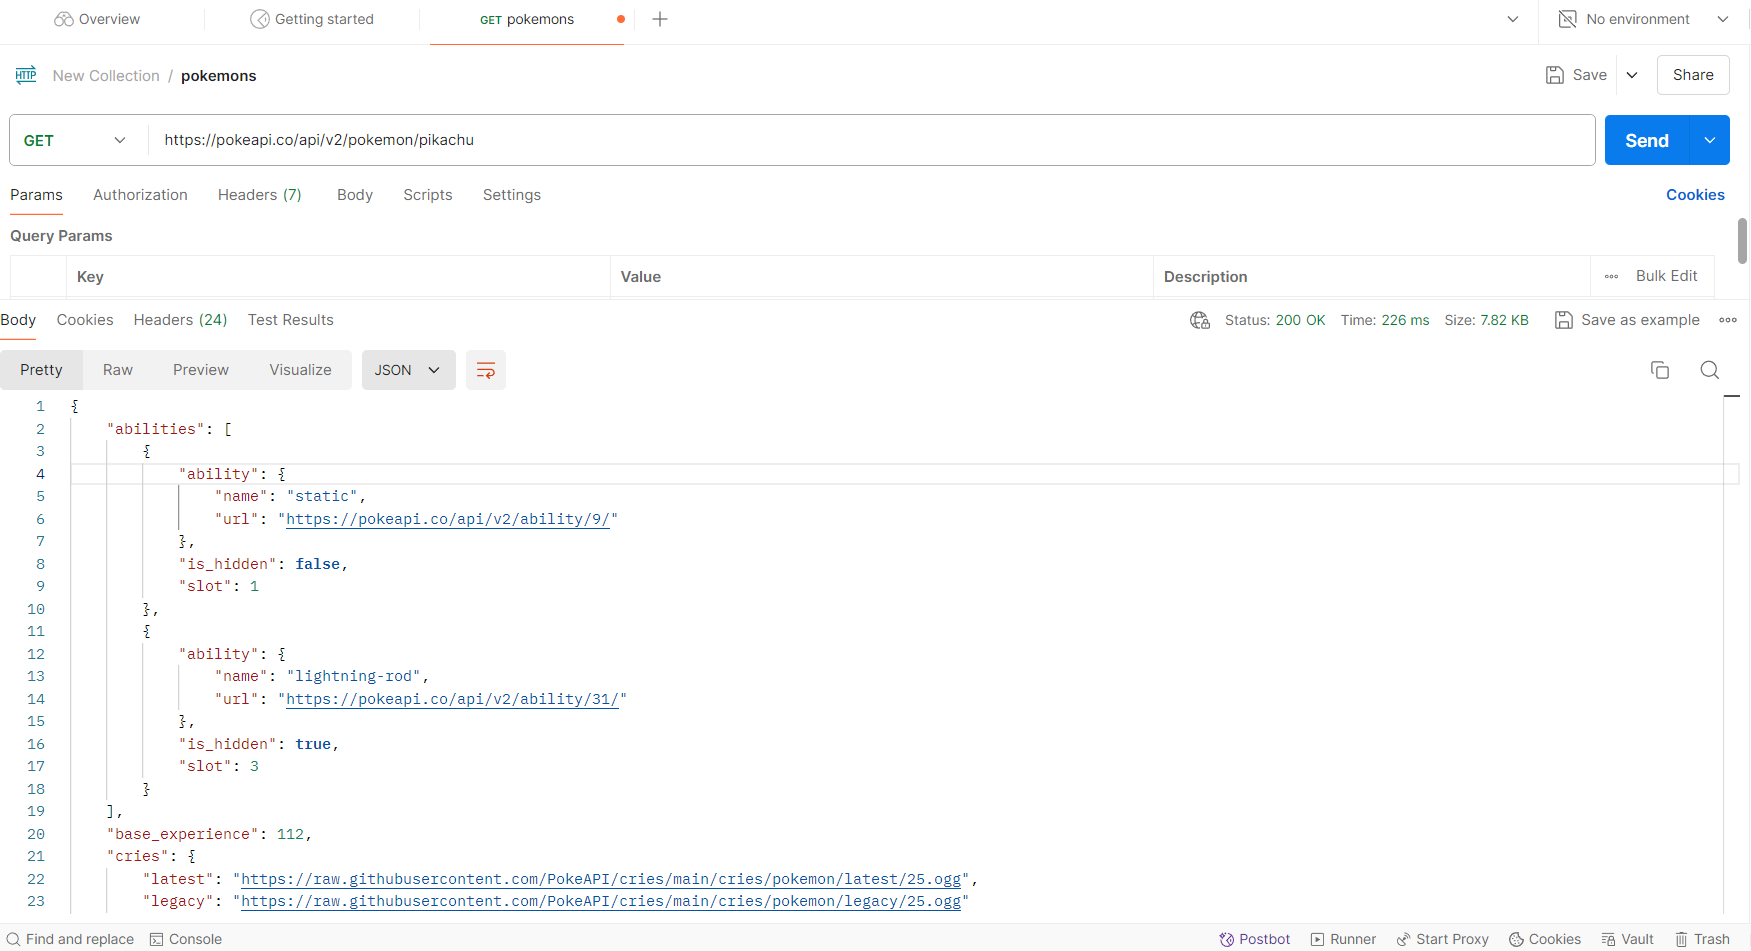 Overview Getting started GET pokemons No environment
HTTP New Collection / pokemons Save Share
GET https://pokeapi.co/api/v2/pokemon/pikachu Send
Params Authorization Headers (7) Body Scripts Settings Cookies
Query Params
Key Value Description Bulk Edit
Body Cookies Headers (24) Test Results Status: 200 OK Time: 226 ms Size: 7.82 KB Save as example
Pretty Raw Preview Visualize JSON
1 {
2 "abilities": [
3 {
4 "ability": {
5 "name": "static",
6 "url": "https://pokeapi.co/api/v2/ability/9/"
7 },
8 "is_hidden": false,
9 "slot": 1
10 },
11 {
12 "ability": {
13 "name": "lightning-rod",
14 "url": "https://pokeapi.co/api/v2/ability/31/"
15 },
16 "is_hidden": true,
17 "slot": 3
18 }
19 ],
20 "base_experience": 112,
21 "cries": {
22 "latest": "https://raw.githubusercontent.com/PokeAPI/cries/main/cries/pokemon/latest/25.ogg",
23 "legacy": "https://raw.githubusercontent.com/PokeAPI/cries/main/cries/pokemon/legacy/25.ogg"
Find and replace Console Postbot Runner Start Proxy Cookies Vault Trash